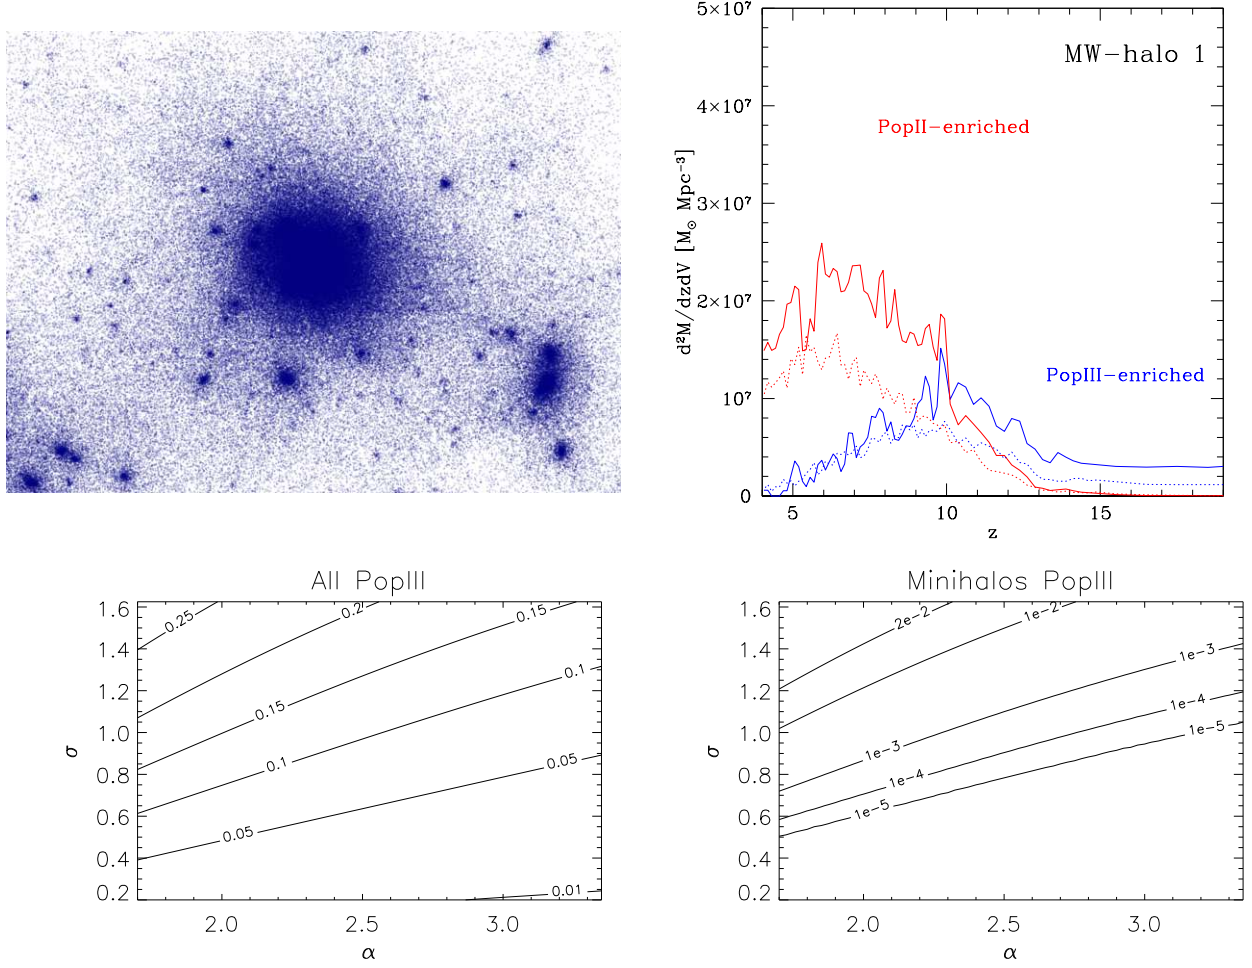 5×10⁷
MW−halo 1
4×10⁷
PopII−enriched
3×10⁷
d²M/dzdV [M⊙ Mpc⁻³]
2×10⁷
PopIII−enriched
10⁷
0
5 10 15
z
All PopIII
1.6
1.4
1.2
1.0
0.8
0.6
0.4
0.2
σ
0.25
0.2
0.15
0.15
0.1
0.1
0.05
0.05
0.01
2.0 2.5 3.0
α
Minihalos PopIII
1.6
1.4
1.2
1.0
0.8
0.6
0.4
0.2
σ
2e−2
1e−2
1e−3
1e−3
1e−4
1e−4
1e−5
1e−5
2.0 2.5 3.0
α